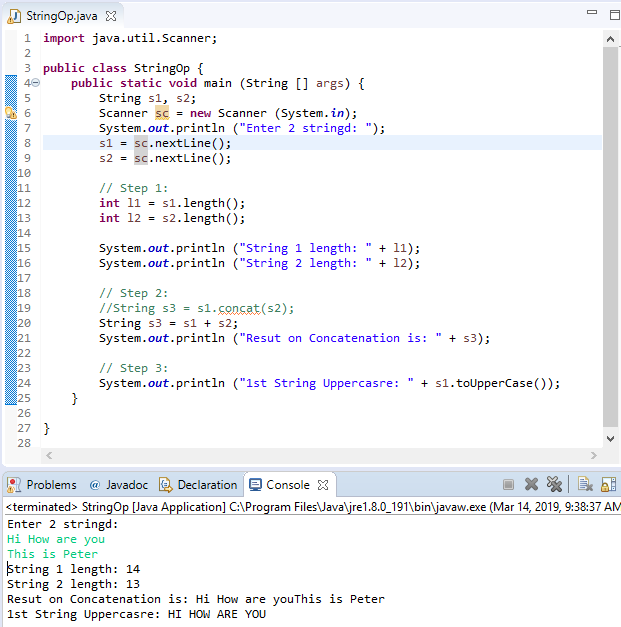 StringOp.java
1 import java.util.Scanner;
2
3 public class StringOp {
4 public static void main (String [] args) {
5 String s1, s2;
6 Scanner sc = new Scanner (System.in);
7 System.out.println ("Enter 2 stringd: ");
8 s1 = sc.nextLine();
9 s2 = sc.nextLine();
10
11 // Step 1:
12 int l1 = s1.length();
13 int l2 = s2.length();
14
15 System.out.println ("String 1 length: " + l1);
16 System.out.println ("String 2 length: " + l2);
17
18 // Step 2:
19 //String s3 = s1.concat(s2);
20 String s3 = s1 + s2;
21 System.out.println ("Resut on Concatenation is: " + s3);
22
23 // Step 3:
24 System.out.println ("1st String Uppercasre: " + s1.toUpperCase());
25 }
26
27 }
28
Problems @ Javadoc Declaration Console
<terminated> StringOp [Java Application] C:\Program Files\Java\jre1.8.0_191\bin\javaw.exe (Mar 14, 2019, 9:38:37 AM
Enter 2 stringd:
Hi How are you
This is Peter
String 1 length: 14
String 2 length: 13
Resut on Concatenation is: Hi How are youThis is Peter
1st String Uppercasre: HI HOW ARE YOU